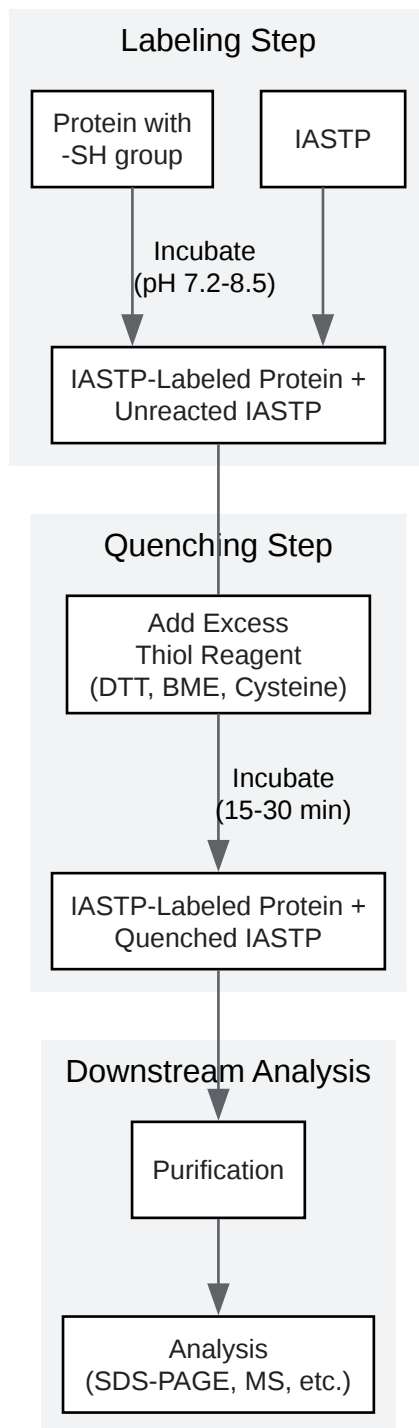 Labeling Step
Protein with
-SH group
IASTP
Incubate
(pH 7.2-8.5)
IASTP-Labeled Protein +
Unreacted IASTP
Quenching Step
Add Excess
Thiol Reagent
(DTT, BME, Cysteine)
Incubate
(15-30 min)
IASTP-Labeled Protein +
Quenched IASTP
Downstream Analysis
Purification
Analysis
(SDS-PAGE, MS, etc.)